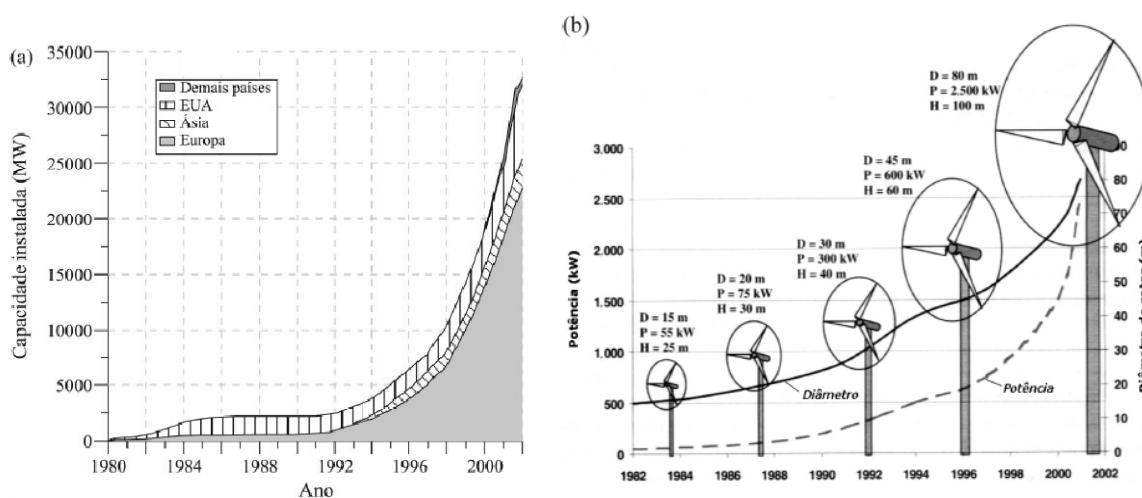 (a)
Capacidade instalada (MW)
35000
30000
25000
20000
15000
10000
5000
0
Demais países
EUA
Ásia
Europa
1980
1984
1988
1992
1996
2000
Ano
(b)
Potência (kW)
3.000
2.500
2.000
1.500
1.000
500
0
D = 15 m
P = 55 kW
H = 25 m
D = 20 m
P = 75 kW
H = 30 m
D = 30 m
P = 300 kW
H = 40 m
D = 45 m
P = 600 kW
H = 60 m
D = 80 m
P = 2.500 kW
H = 100 m
Diâmetro
Potência
90
80
70
60
50
40
30
20
10
0
1982
1984
1986
1988
1990
1992
1994
1996
1998
2000
2002